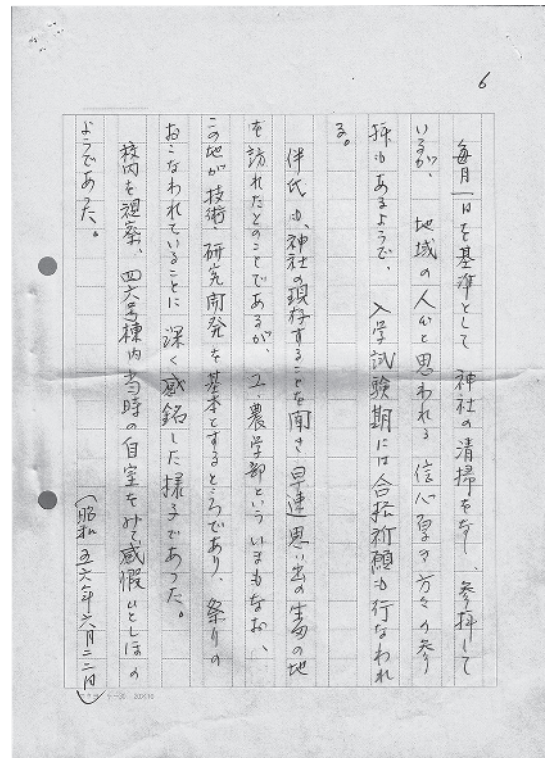 6
毎月一日を基準として 神社の清掃をなし、参拝して
いるが、 地域の人々と思われる 信心厚き方々の参
拝もあるようで、 入学試験期には合格祈願も行なわれ
る。
伴氏も、神社の現存することを聞き 早速 思い出の生田の地
を訪れたとのことであるが、工・農学部といういまもなお、
この地が技術・研究開発を基本とするところであり、祭りの
おこなわれていることに 深く感銘した様子であった。
校内を視察、四六号棟内 当時の自室をみて感慨ひとしほの
ようであった。
(昭和五六年六月二二日)